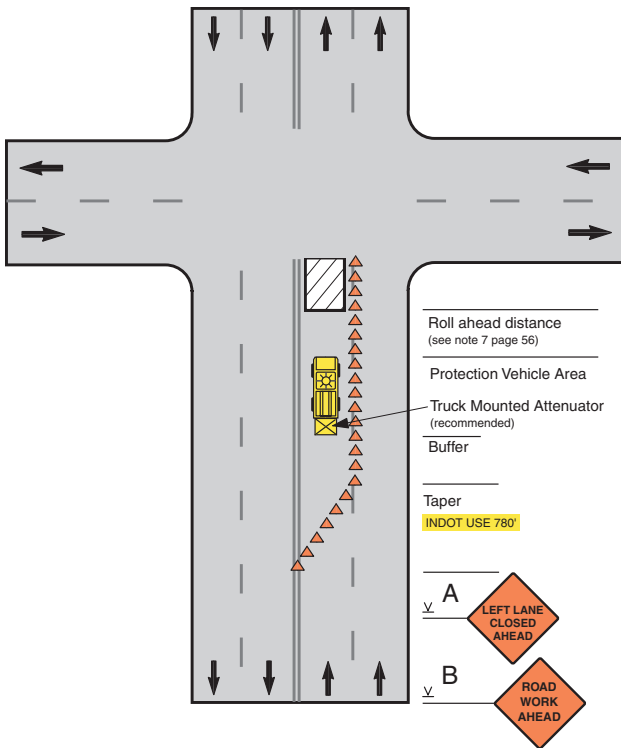 Roll ahead distance
(see note 7 page 56)
Protection Vehicle Area
Truck Mounted Attenuator
(recommended)
Buffer
Taper
INDOT USE 780'
A
LEFT LANE
CLOSED
AHEAD
B
ROAD
WORK
AHEAD